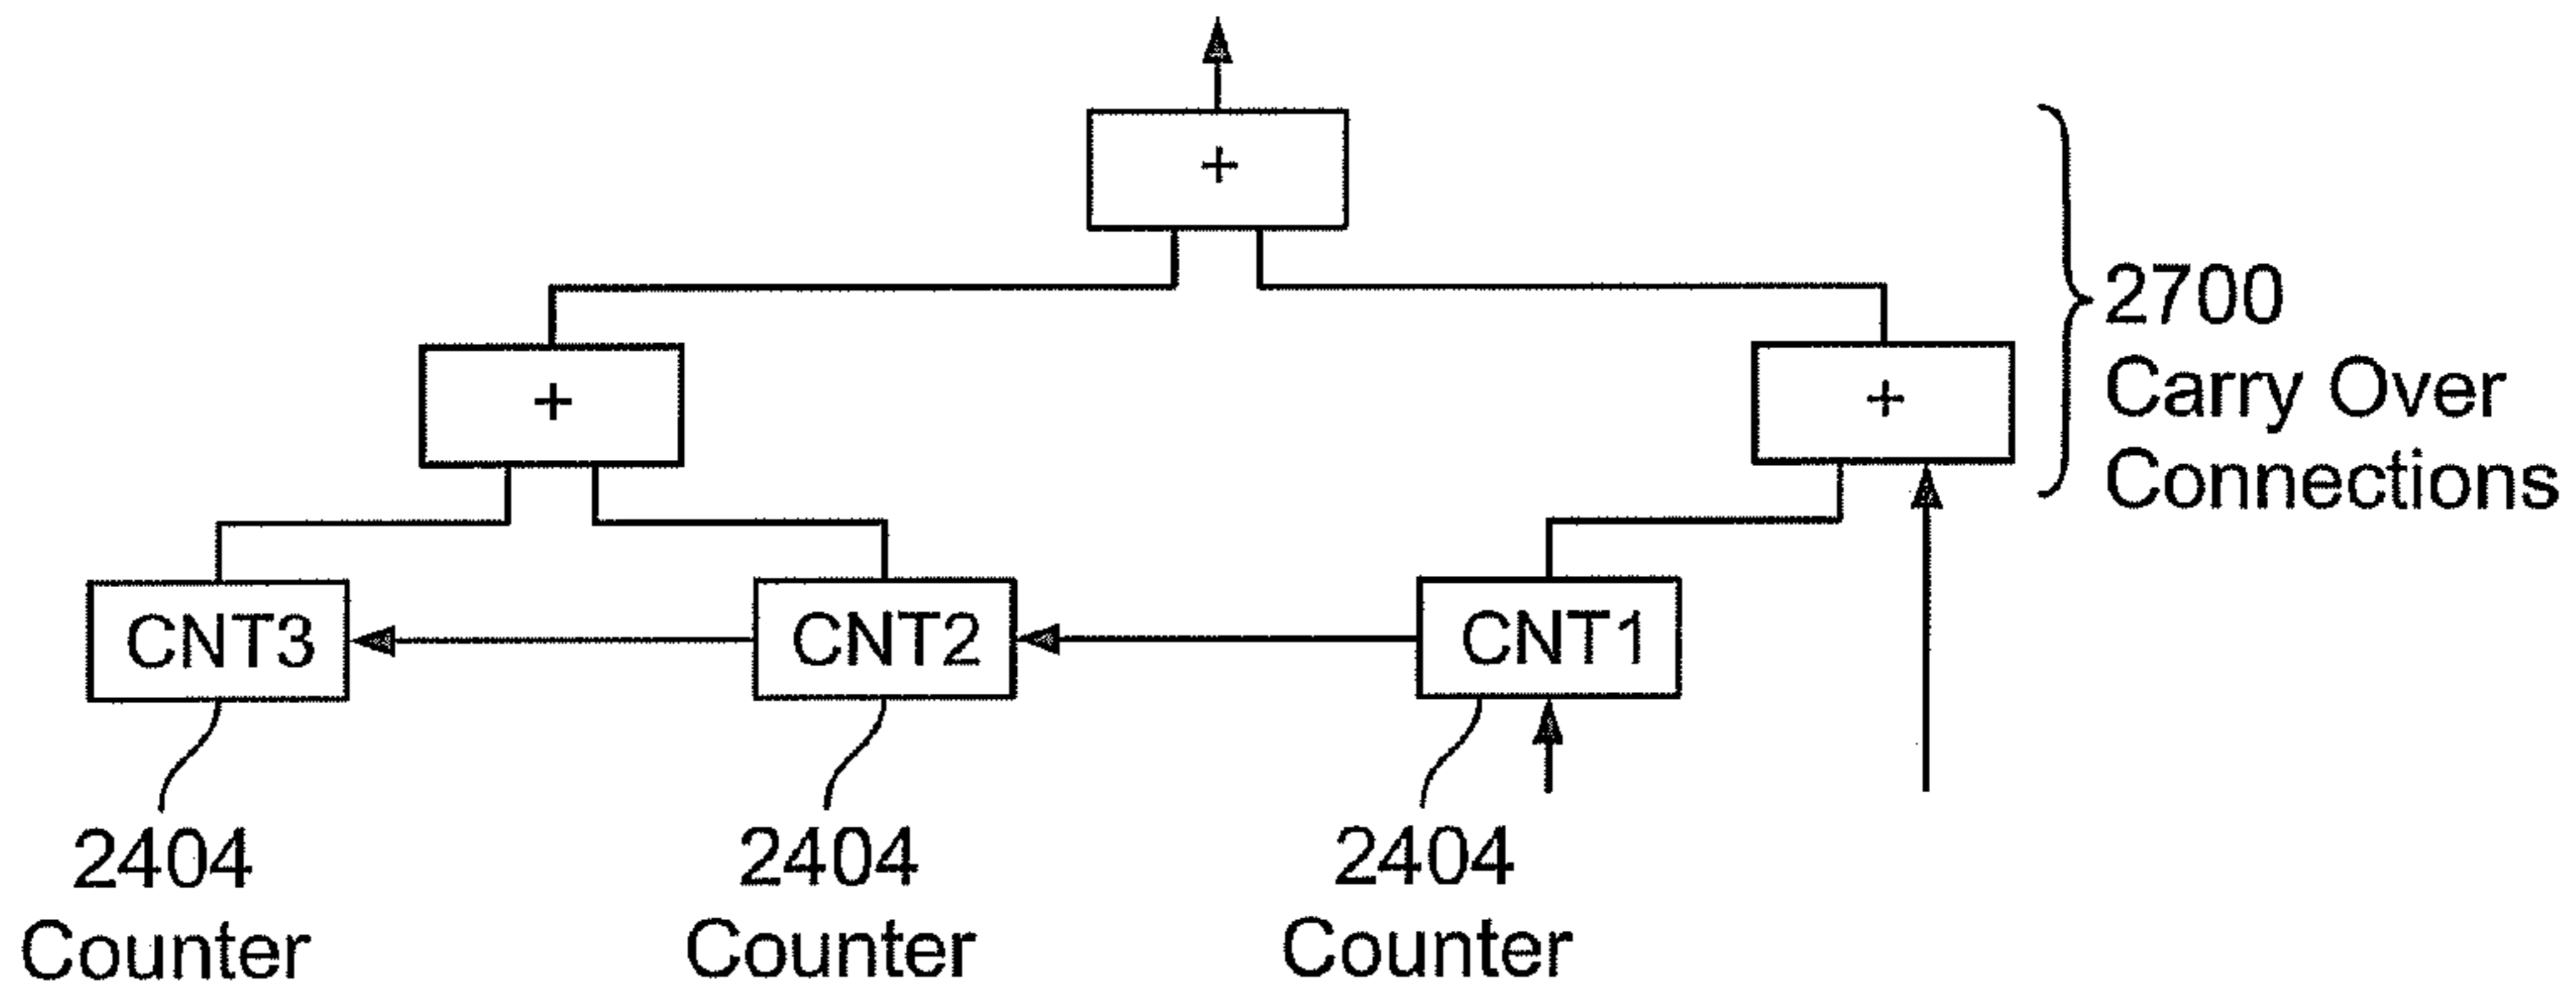 +
+
+
2700
Carry Over
Connections
CNT3
CNT2
CNT1
2404
Counter
2404
Counter
2404
Counter